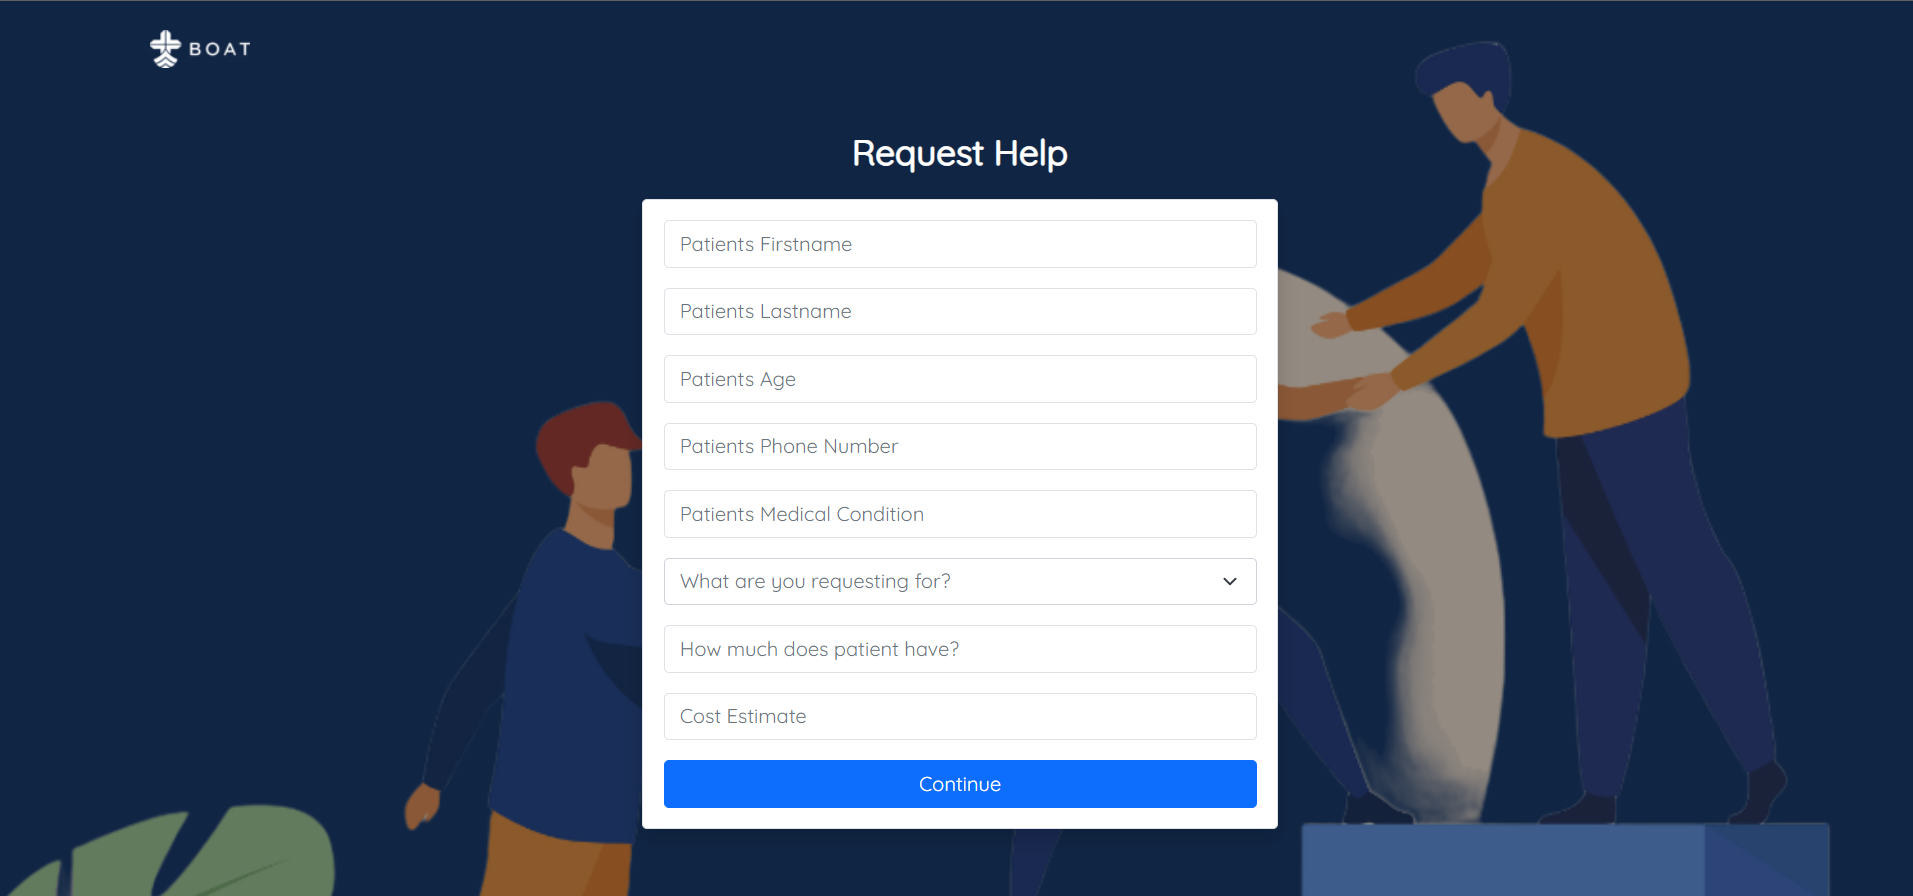 BOAT
Request Help
Patients Firstname
Patients Lastname
Patients Age
Patients Phone Number
Patients Medical Condition
What are you requesting for?
How much does patient have?
Cost Estimate
Continue